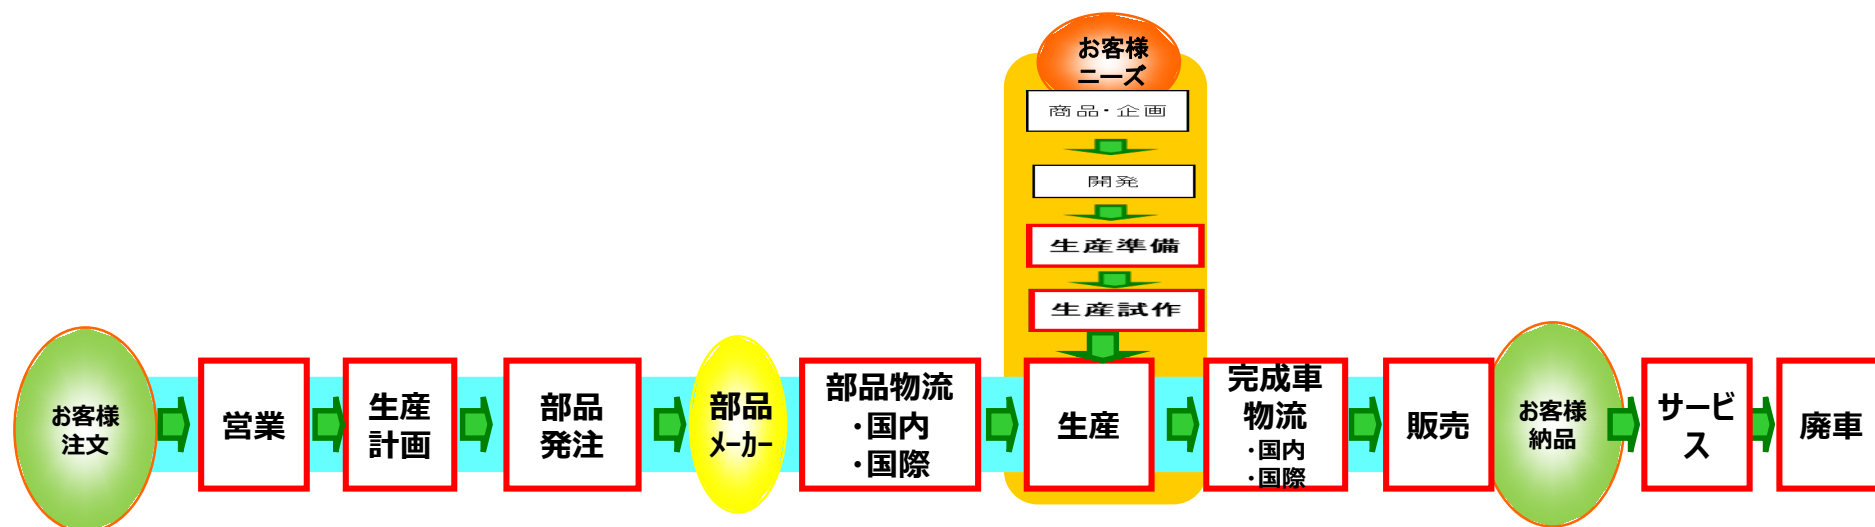 お客様
ニーズ
商品・企画
開発
生産準備
生産試作
お客様
注文
営業
生産
計画
部品
発注
部品
メーカー
部品物流
・国内
・国際
生産
完成車
物流
・国内
・国際
販売
お客様
納品
サービ
ス
廃車